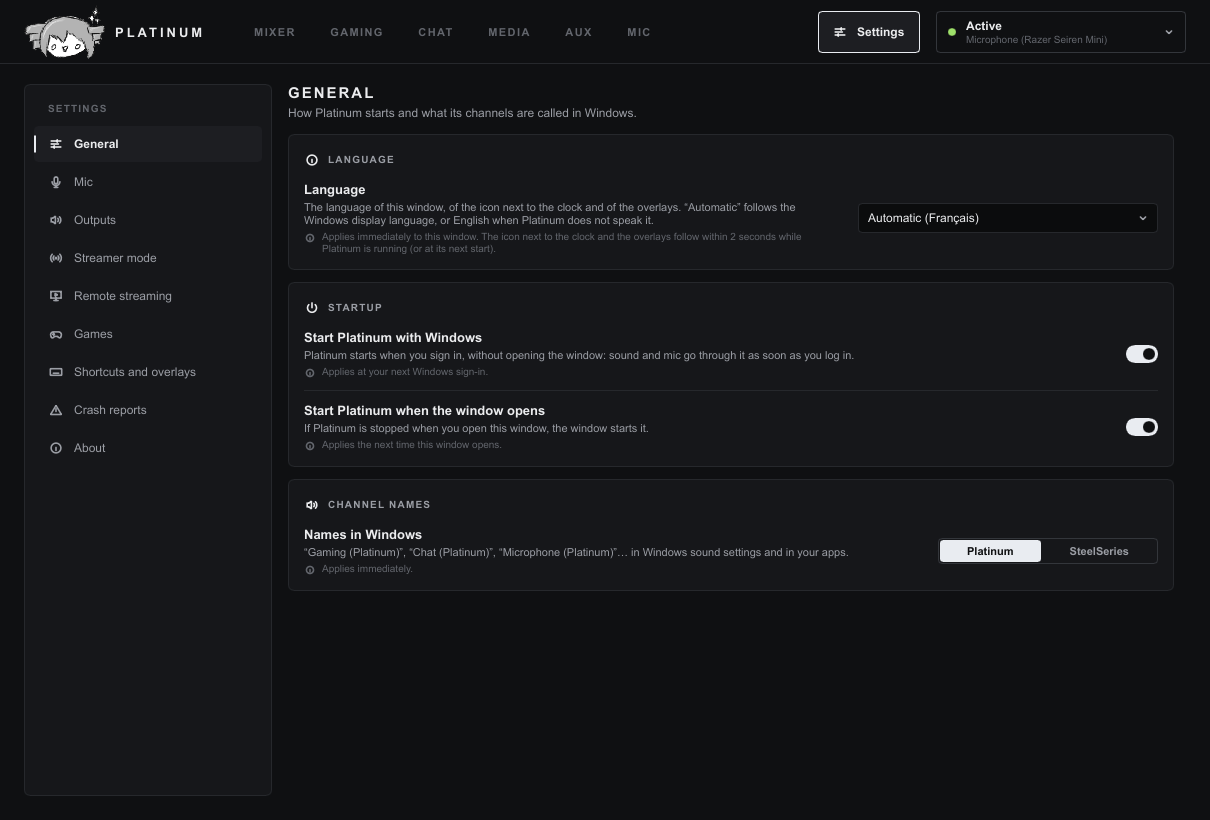 PLATINUM
MIXER
GAMING
CHAT
MEDIA
AUX
MIC
Settings
Active
Microphone (Razer Seiren Mini)
SETTINGS
General
Mic
Outputs
Streamer mode
Remote streaming
Games
Shortcuts and overlays
Crash reports
About
GENERAL
How Platinum starts and what its channels are called in Windows.
LANGUAGE
Language
The language of this window, of the icon next to the clock and of the overlays. “Automatic” follows the
Windows display language, or English when Platinum does not speak it.
Applies immediately to this window. The icon next to the clock and the overlays follow within 2 seconds while
Platinum is running (or at its next start).
Automatic (Français)
STARTUP
Start Platinum with Windows
Platinum starts when you sign in, without opening the window: sound and mic go through it as soon as you log in.
Applies at your next Windows sign-in.
Start Platinum when the window opens
If Platinum is stopped when you open this window, the window starts it.
Applies the next time this window opens.
CHANNEL NAMES
Names in Windows
“Gaming (Platinum)”, “Chat (Platinum)”, “Microphone (Platinum)”… in Windows sound settings and in your apps.
Applies immediately.
Platinum
SteelSeries